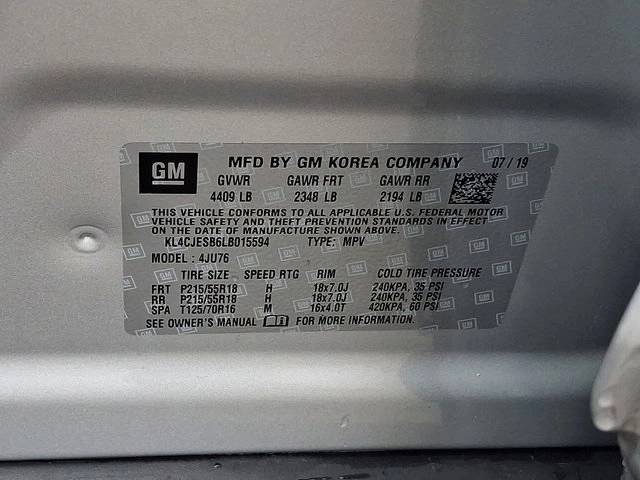 GM MFD BY GM KOREA COMPANY 07/19
GVWR GAWR FRT GAWR RR
4409 LB 2348 LB 2194 LB
THIS VEHICLE CONFORMS TO ALL APPLICABLE U.S. FEDERAL MOTOR
VEHICLE SAFETY AND THEFT PREVENTION STANDARDS IN EFFECT
ON THE DATE OF MANUFACTURE SHOWN ABOVE.
KL4CJESB6LB015594 TYPE: MPV
MODEL: 4JU76
TIRE SIZE SPEED RTG RIM COLD TIRE PRESSURE
FRT P215/55R18 H 18x7.0J 240KPA, 35 PSI
RR P215/55R18 H 18x7.0J 240KPA, 35 PSI
SPA T125/70R16 M 16x4.0T 420KPA, 60 PSI
SEE OWNER'S MANUAL FOR MORE INFORMATION.